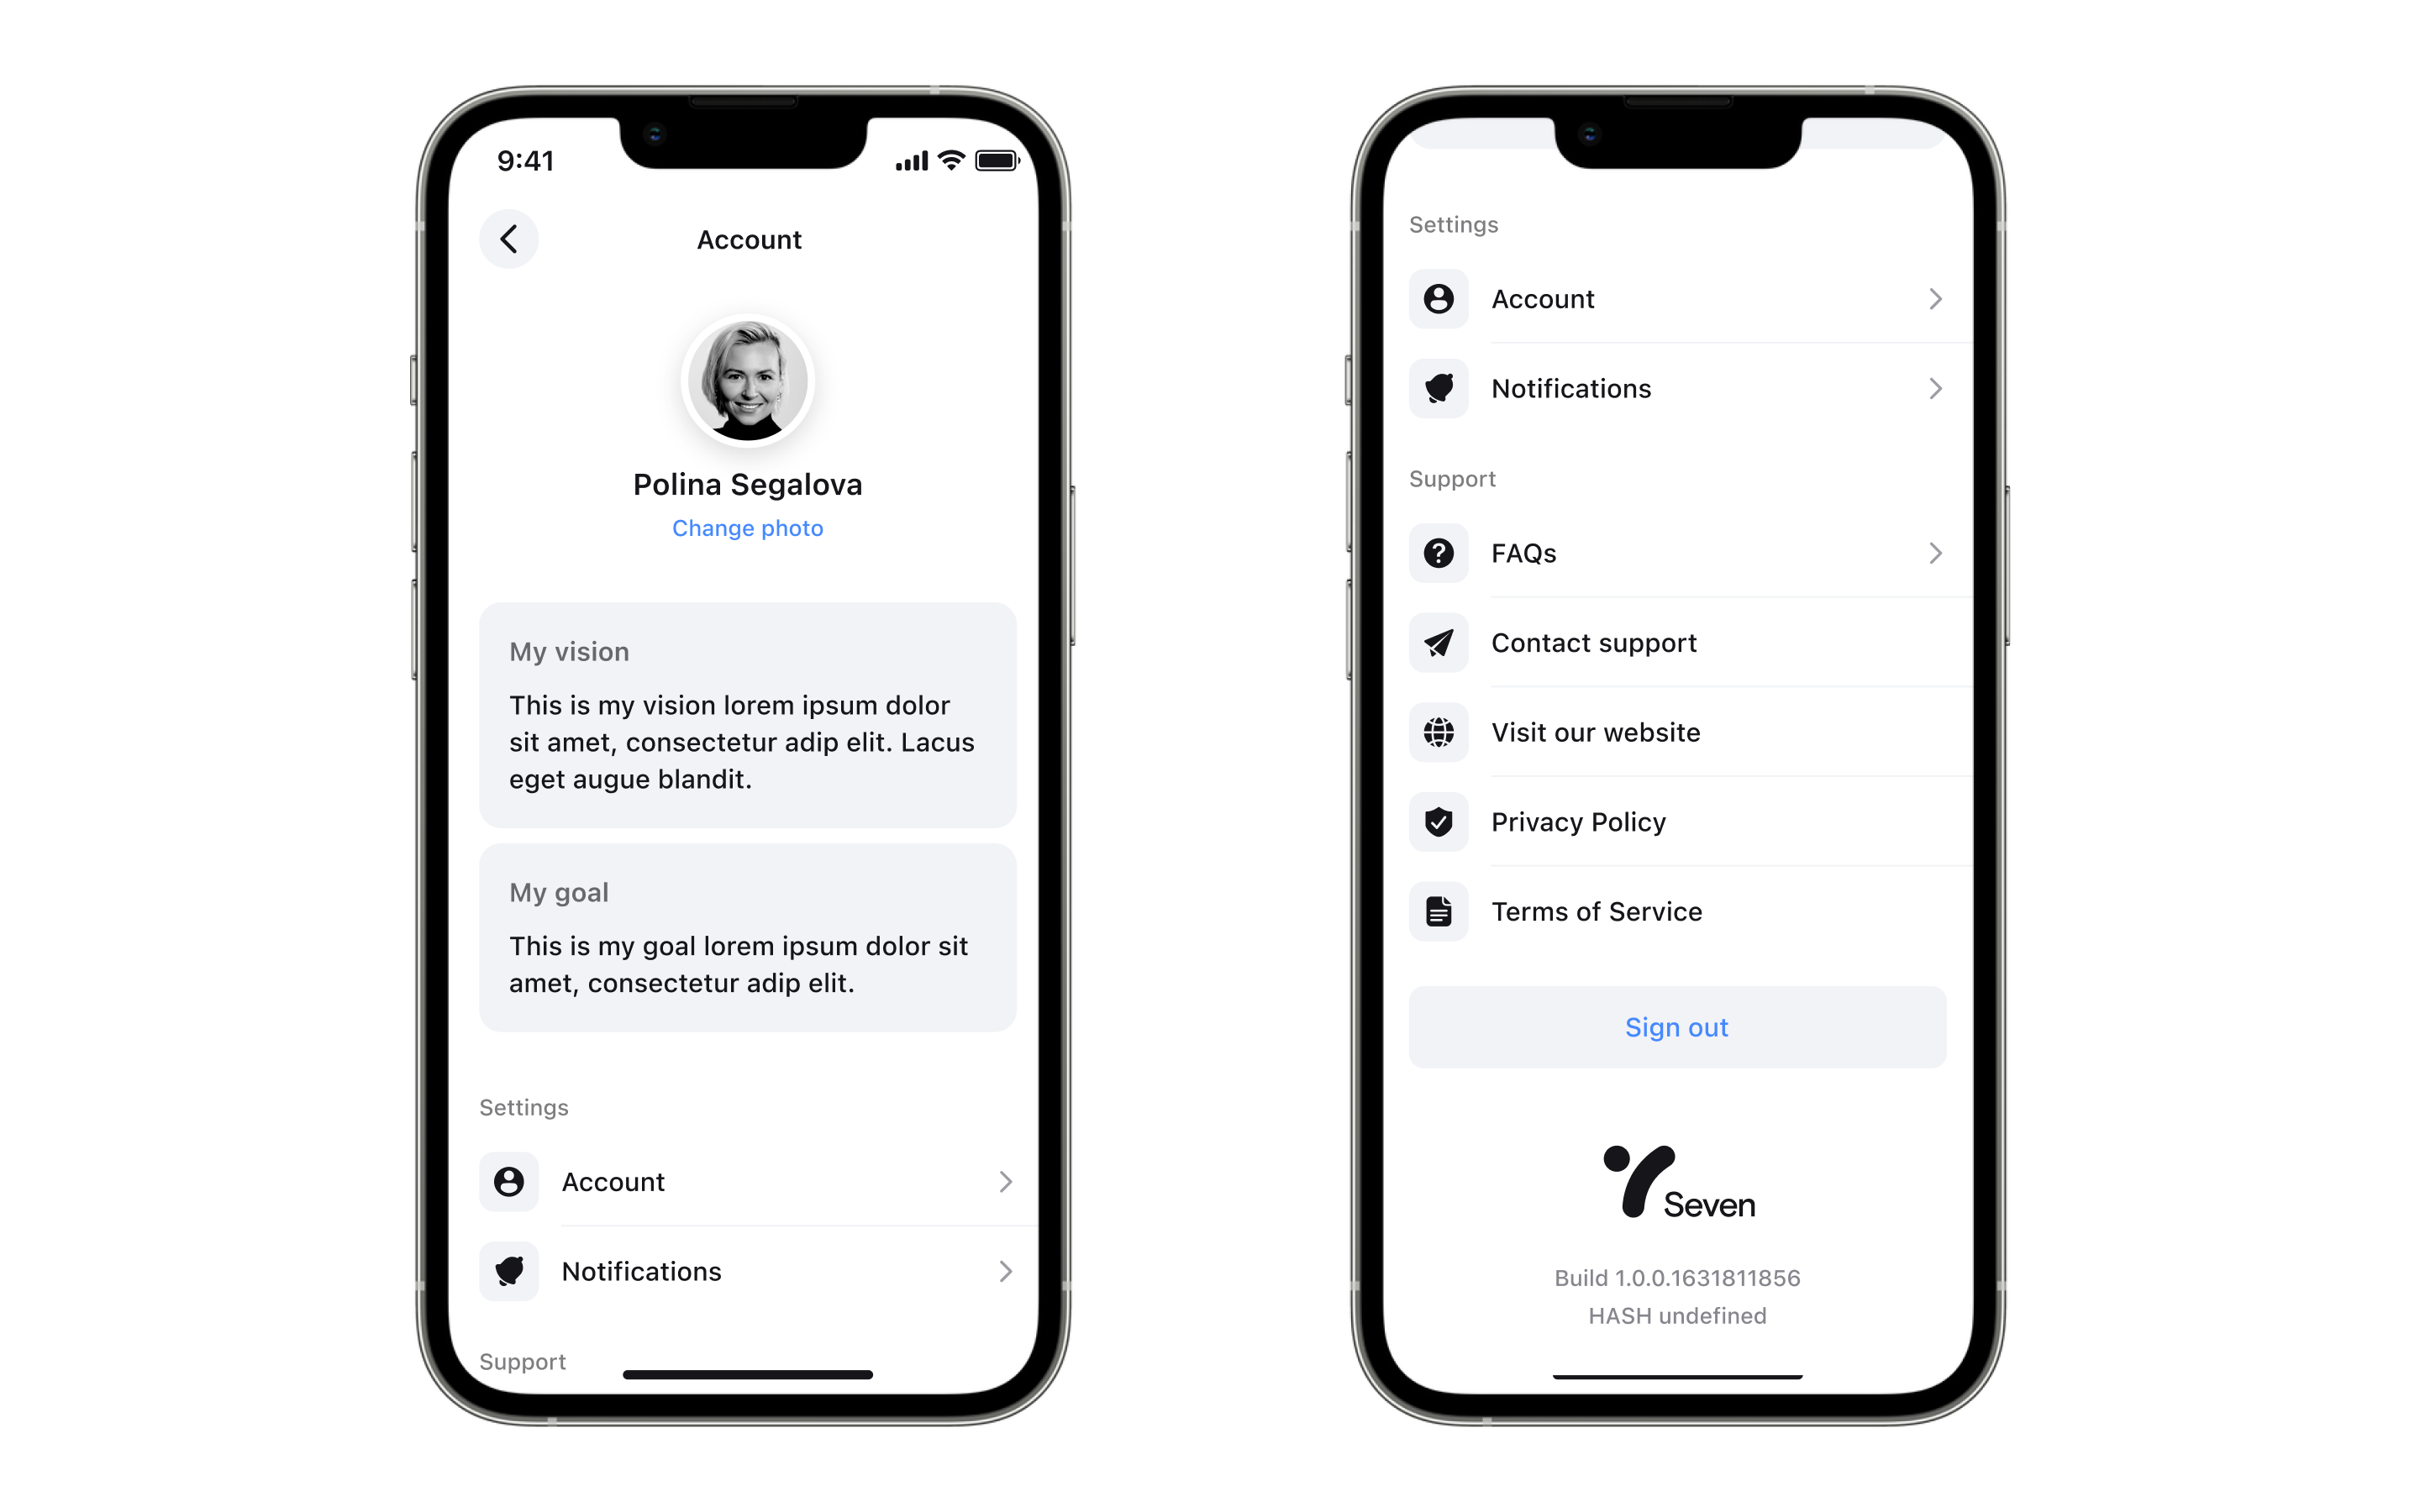 9:41
Account
Polina Segalova
Change photo
My vision
This is my vision lorem ipsum dolor
sit amet, consectetur adip elit. Lacus
eget augue blandit.
My goal
This is my goal lorem ipsum dolor sit
amet, consectetur adip elit.
Settings
Account
Notifications
Support
Settings
Account
Notifications
Support
FAQs
Contact support
Visit our website
Privacy Policy
Terms of Service
Sign out
Seven
Build 1.0.0.1631811856
HASH undefined